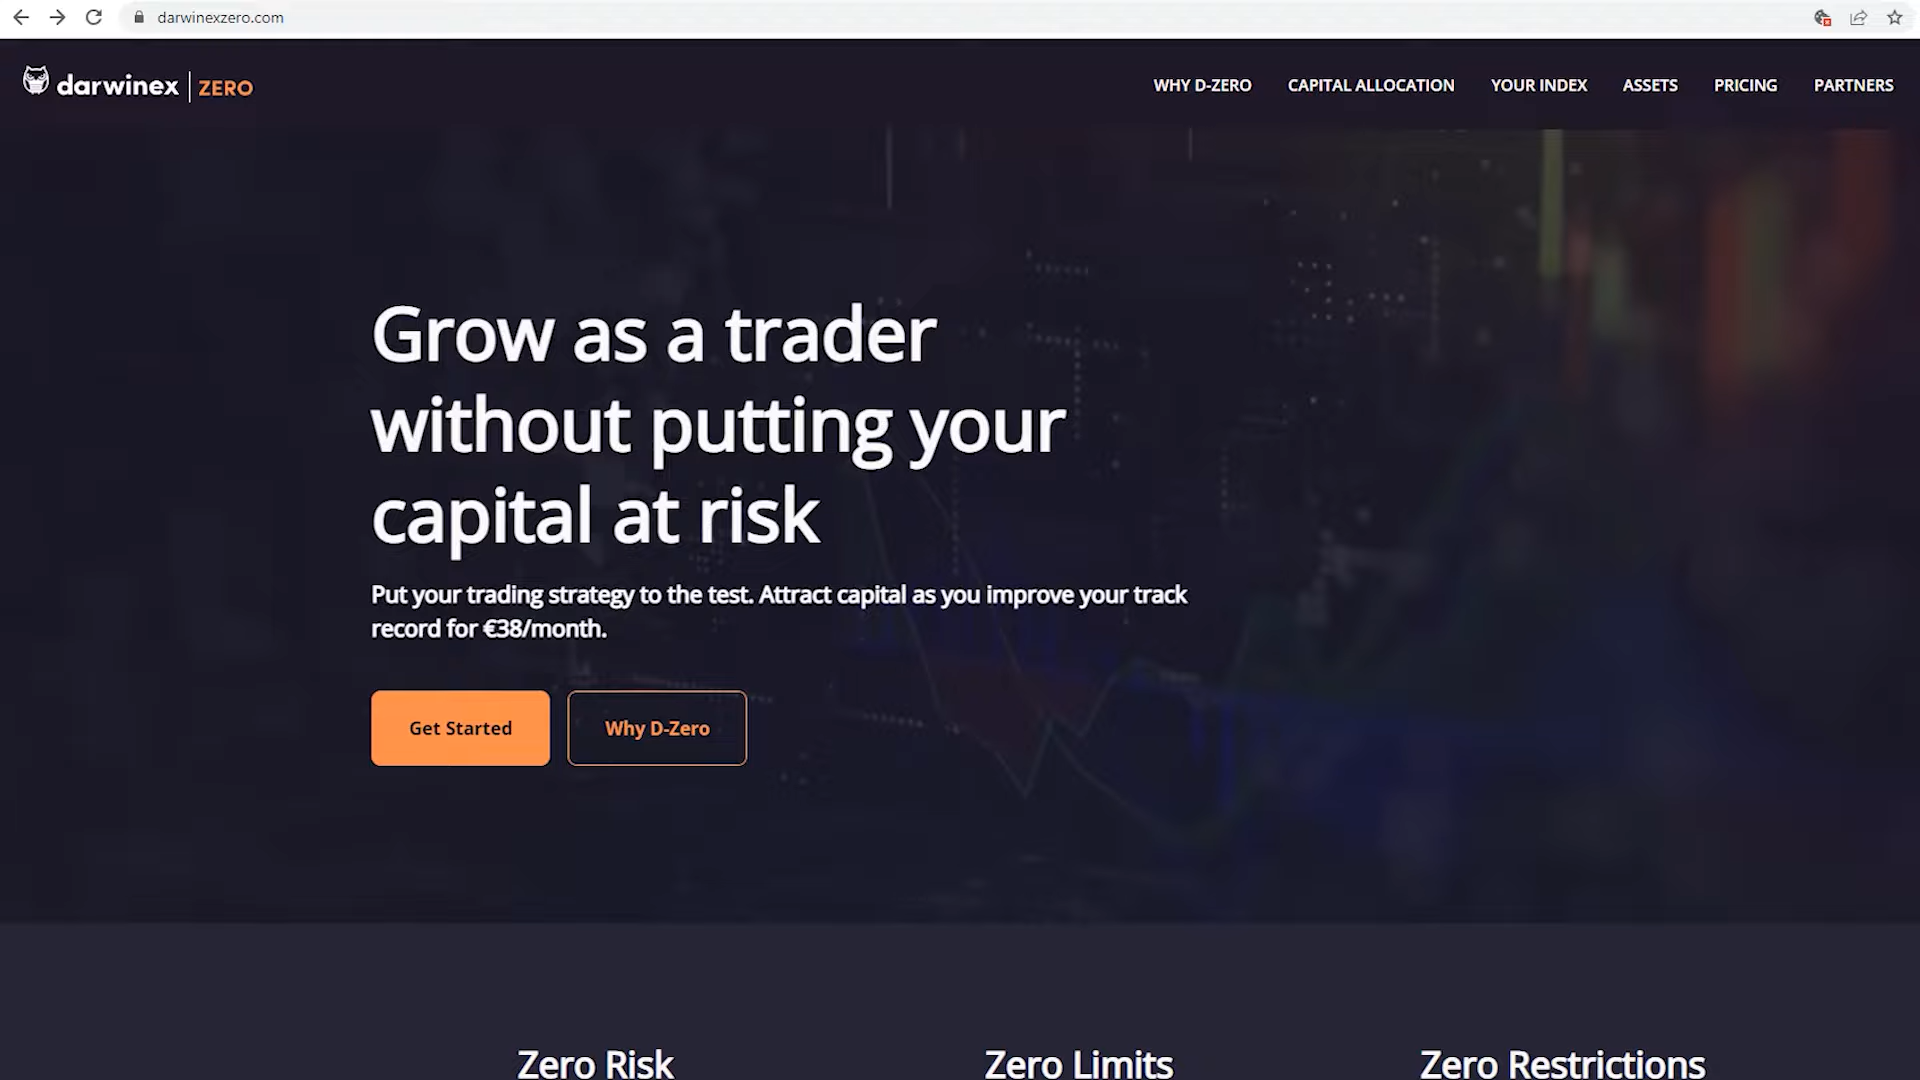 darwinexzero.com
darwinex | ZERO
WHY D-ZERO CAPITAL ALLOCATION YOUR INDEX ASSETS PRICING PARTNERS
Grow as a trader
without putting your
capital at risk
Put your trading strategy to the test. Attract capital as you improve your track
record for €38/month.
Get Started Why D-Zero
Zero Risk Zero Limits Zero Restrictions